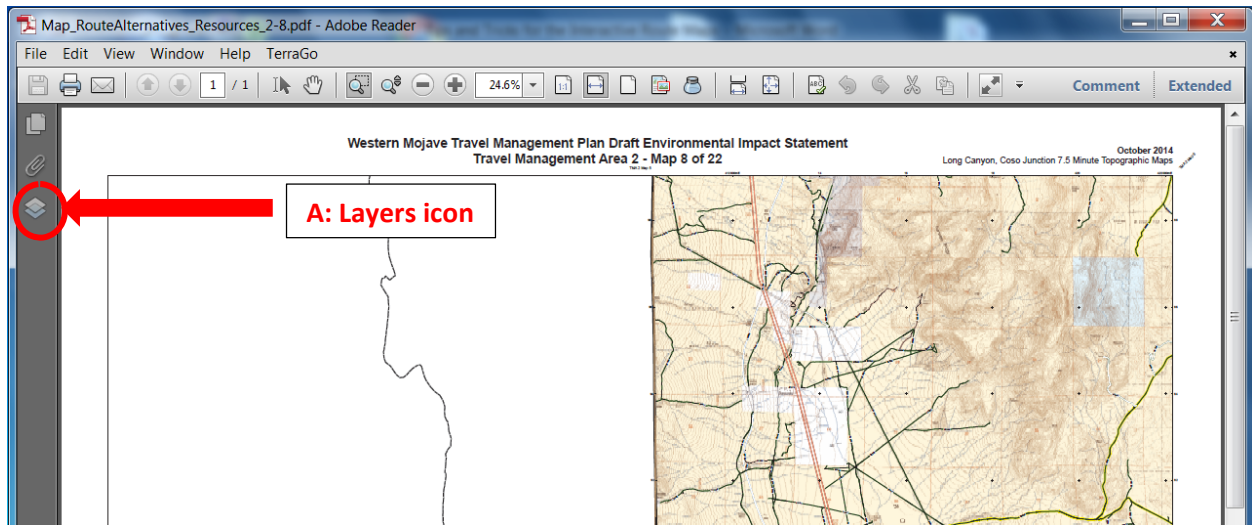 Map_RouteAlternatives_Resources_2-8.pdf - Adobe Reader
File Edit View Window Help TerraGo
1 / 1 24.6% Comment Extended
Western Mojave Travel Management Plan Draft Environmental Impact Statement
Travel Management Area 2 - Map 8 of 22
October 2014
Long Canyon, Coso Junction 7.5 Minute Topographic Maps
A: Layers icon